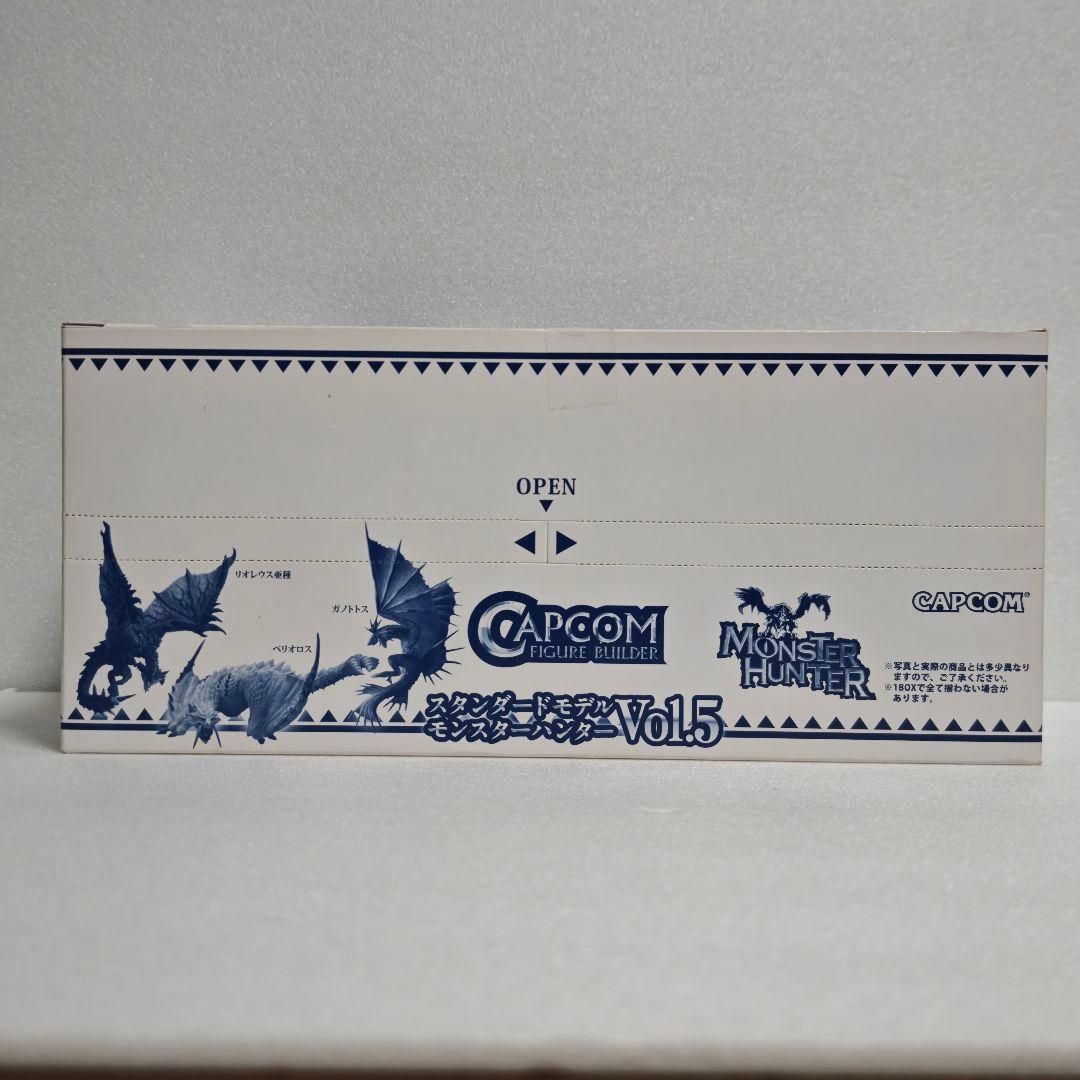 OPEN
リオレウス亜種
ガノトトス
ベリオロス
CAPCOM
FIGURE BUILDER
スタンダードモデル
モンスターハンター Vol.5
MONSTER
HUNTER
CAPCOM®
※写真と実際の商品とは多少異なり
ますので、ご了承ください。
※1BOXで全て揃わない場合が
あります。